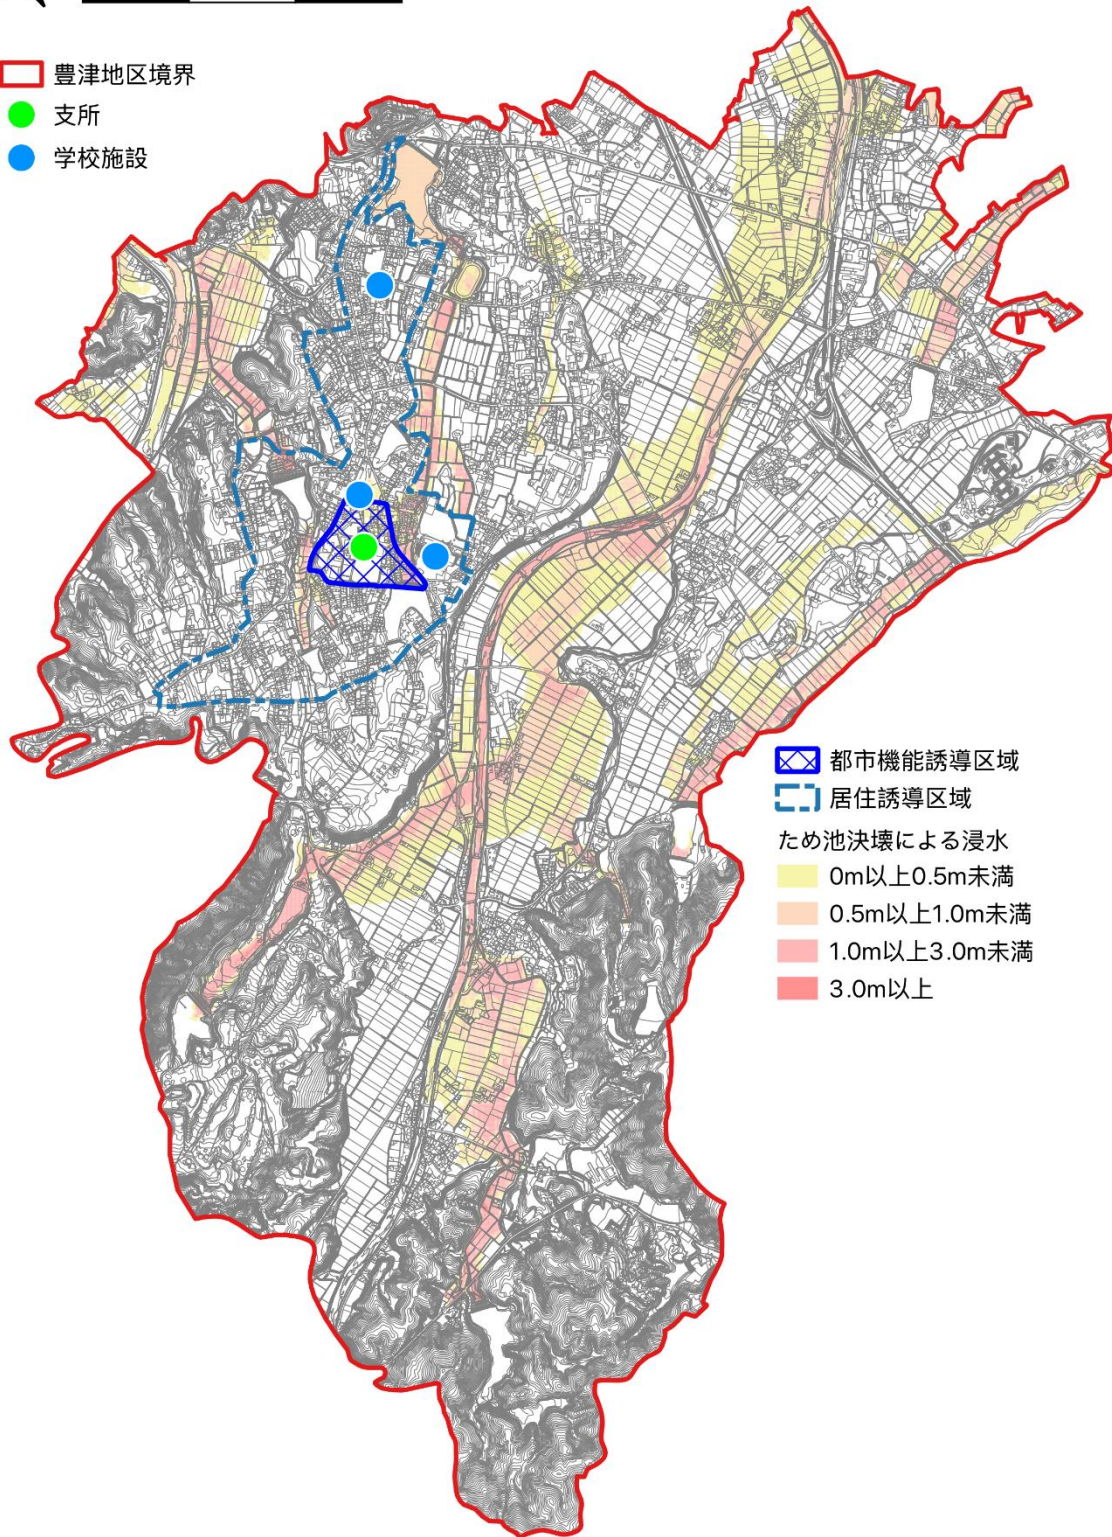 豊津地区境界
支所
学校施設
都市機能誘導区域
居住誘導区域
ため池決壊による浸水
0m以上0.5m未満
0.5m以上1.0m未満
1.0m以上3.0m未満
3.0m以上